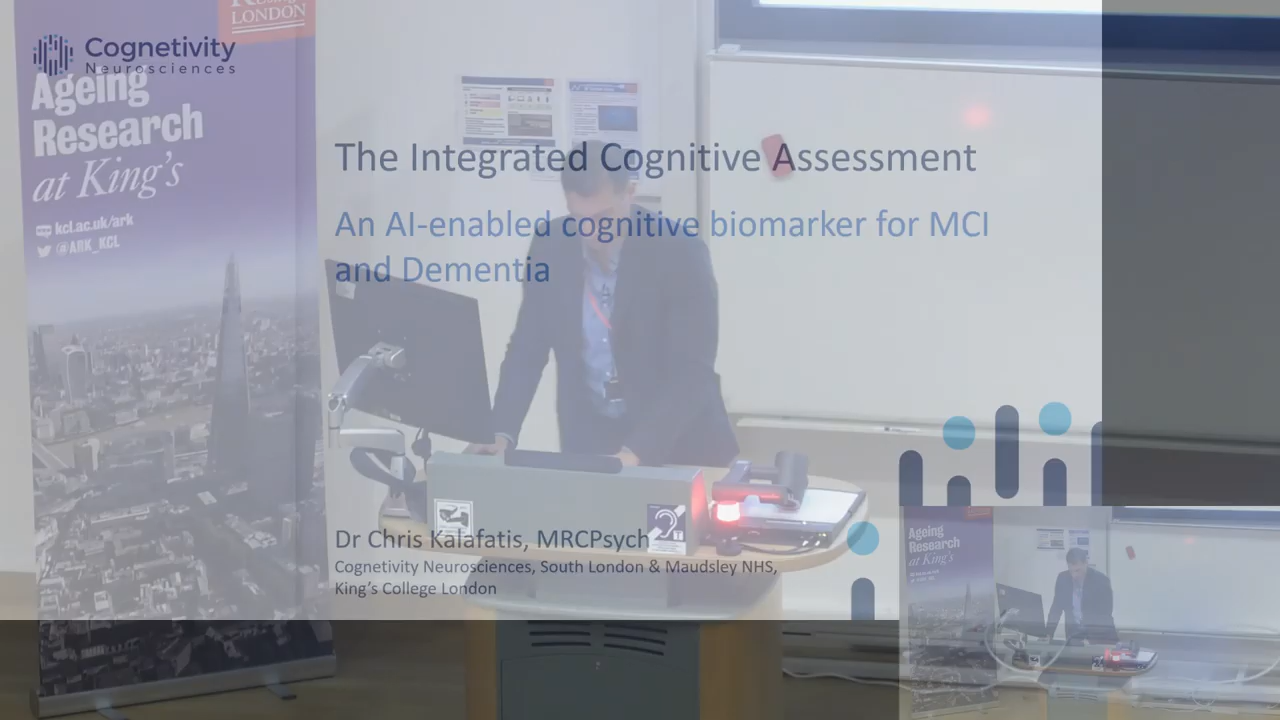 LONDON
Cognetivity
Neurosciences
Ageing
Research
at King's
kcl.ac.uk/ark
@ARK_KCL
The Integrated Cognitive Assessment
An AI-enabled cognitive biomarker for MCI
and Dementia
Dr Chris Kalafatis, MRCPsych
Cognetivity Neurosciences, South London & Maudsley NHS,
King's College London
T
Ageing
Research
at King's